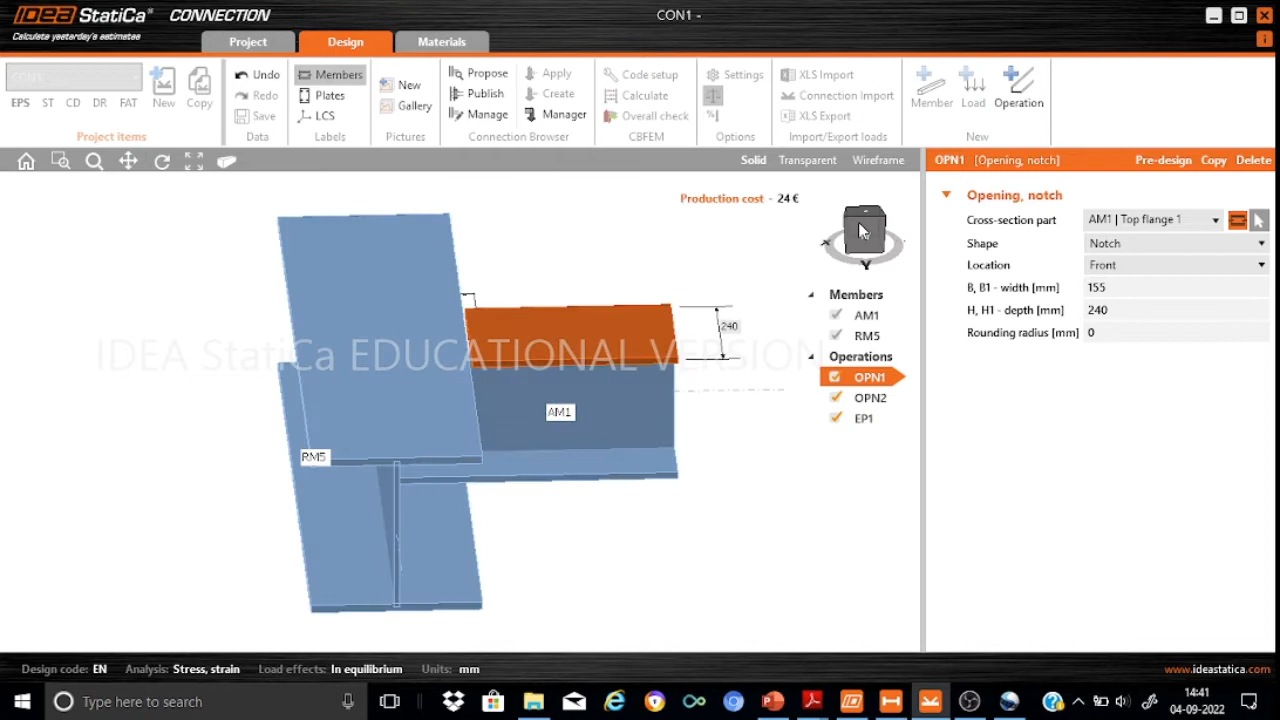 IDEA StatiCa® CONNECTION
Calculate yesterday's estimates
CON1 -
Project
Design
Materials
CON1
EPS ST CD DR FAT
New
Copy
Project items
Undo
Redo
Save
Data
Members
Plates
LCS
Labels
New
Gallery
Pictures
Propose
Publish
Manage
Apply
Create
Manager
Connection Browser
Code setup
Calculate
Overall check
CBFEM
Settings
Options
XLS Import
Connection Import
XLS Export
Import/Export loads
Member
Load
Operation
New
Solid
Transparent
Wireframe
OPN1 [Opening, notch]
Pre-design
Copy
Delete
Production cost - 24 €
X
Y
Members
AM1
RM5
Operations
OPN1
OPN2
EP1
240
AM1
RM5
IDEA StatiCa EDUCATIONAL VERSION
Opening, notch
Cross-section part AM1 | Top flange 1
Shape Notch
Location Front
B, B1 - width [mm] 155
H, H1 - depth [mm] 240
Rounding radius [mm] 0
Design code: EN
Analysis: Stress, strain
Load effects: In equilibrium
Units: mm
www.ideastatica.com
Type here to search
14:41
04-09-2022